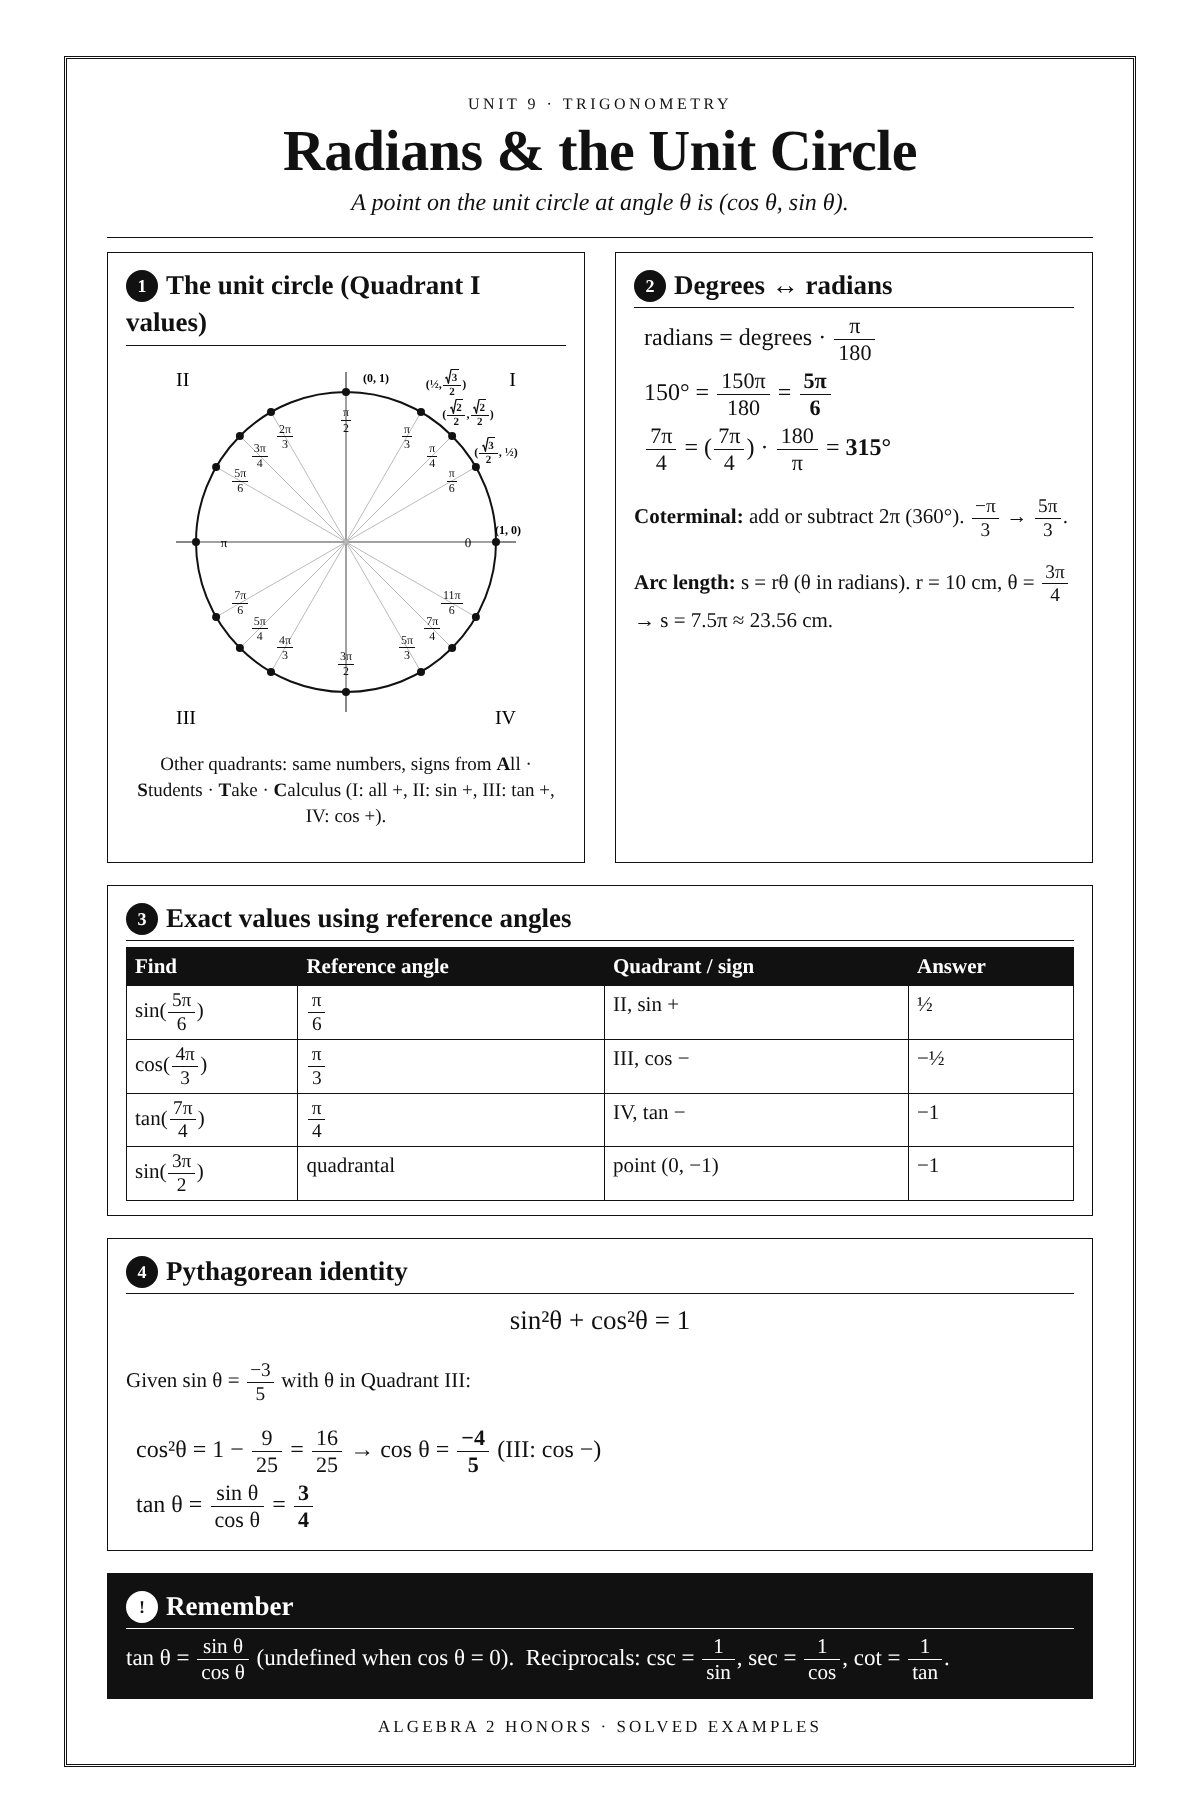 UNIT 9 · TRIGONOMETRY
Radians & the Unit Circle
A point on the unit circle at angle θ is (cos θ, sin θ).
1 The unit circle (Quadrant I
values)
II (0, 1) (½,√3/2) I
(√2/2,√2/2)
π/2
2π/3 π/3
3π/4 π/4 (√3/2, ½)
5π/6 π/6
(1, 0)
π 0
7π/6 11π/6
5π/4 7π/4
4π/3 5π/3
3π/2
III IV
Other quadrants: same numbers, signs from All ·
Students · Take · Calculus (I: all +, II: sin +, III: tan +,
IV: cos +).
2 Degrees ↔ radians
radians = degrees · π/180
150° = 150π/180 = 5π/6
7π/4 = (7π/4) · 180/π = 315°
Coterminal: add or subtract 2π (360°). −π/3 → 5π/3.
Arc length: s = rθ (θ in radians). r = 10 cm, θ = 3π/4
→ s = 7.5π ≈ 23.56 cm.
3 Exact values using reference angles
Find Reference angle Quadrant / sign Answer
sin(5π/6) π/6 II, sin + ½
cos(4π/3) π/3 III, cos − −½
tan(7π/4) π/4 IV, tan − −1
sin(3π/2) quadrantal point (0, −1) −1
4 Pythagorean identity
sin²θ + cos²θ = 1
Given sin θ = −3/5 with θ in Quadrant III:
cos²θ = 1 − 9/25 = 16/25 → cos θ = −4/5 (III: cos −)
tan θ = sin θ/cos θ = 3/4
! Remember
tan θ = sin θ/cos θ (undefined when cos θ = 0). Reciprocals: csc = 1/sin, sec = 1/cos, cot = 1/tan.
ALGEBRA 2 HONORS · SOLVED EXAMPLES